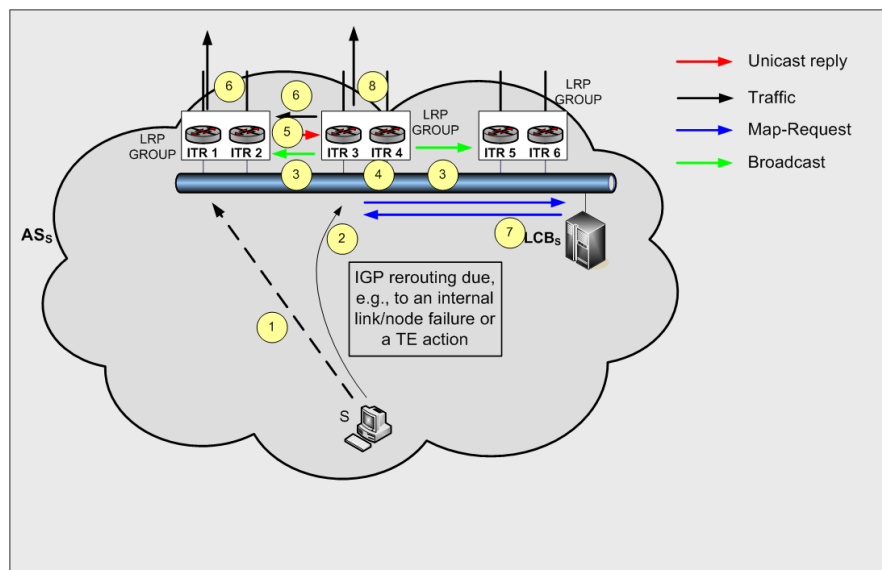 Unicast reply
Traffic
Map-Request
Broadcast
6
6
8
LRP
GROUP
LRP
GROUP
LRP
GROUP
5
ITR 1
ITR 2
ITR 3
ITR 4
ITR 5
ITR 6
3
4
3
ASs
2
7
LCBs
IGP rerouting due,
e.g., to an internal
link/node failure or
a TE action
1
S